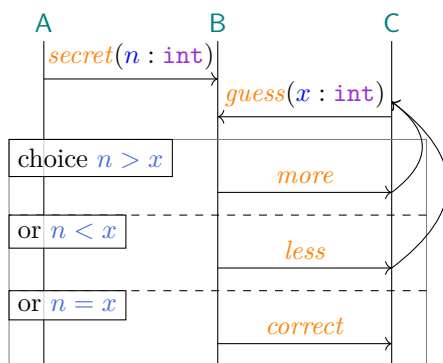 A B C
secret(n : int)
guess(x : int)
choice n > x
more
or n < x
less
or n = x
correct